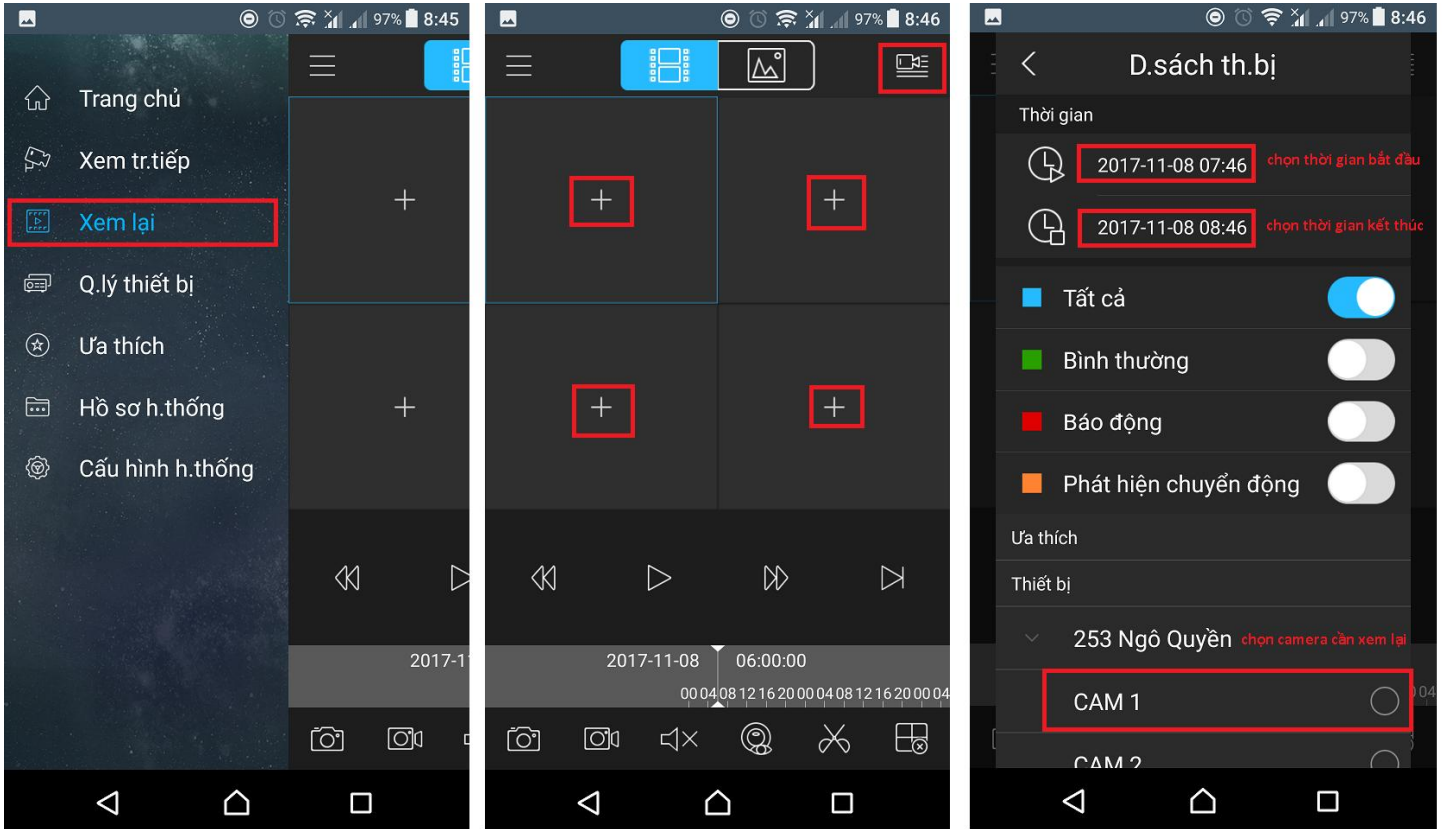 97% 8:45
Trang chủ
Xem tr.tiếp
Xem lại
Q.lý thiết bị
Ưa thích
Hồ sơ h.thống
Cấu hình h.thống
2017-1
97% 8:46
2017-11-08 06:00:00
00 04 08 12 16 20 00 04 08 12 16 20 00 04
97% 8:46
D.sách th.bị
Thời gian
2017-11-08 07:46 chọn thời gian bắt đầu
2017-11-08 08:46 chọn thời gian kết thúc
Tất cả
Bình thường
Báo động
Phát hiện chuyển động
Ưa thích
Thiết bị
253 Ngô Quyền chọn camera cần xem lại
CAM 1
04
CAM 2